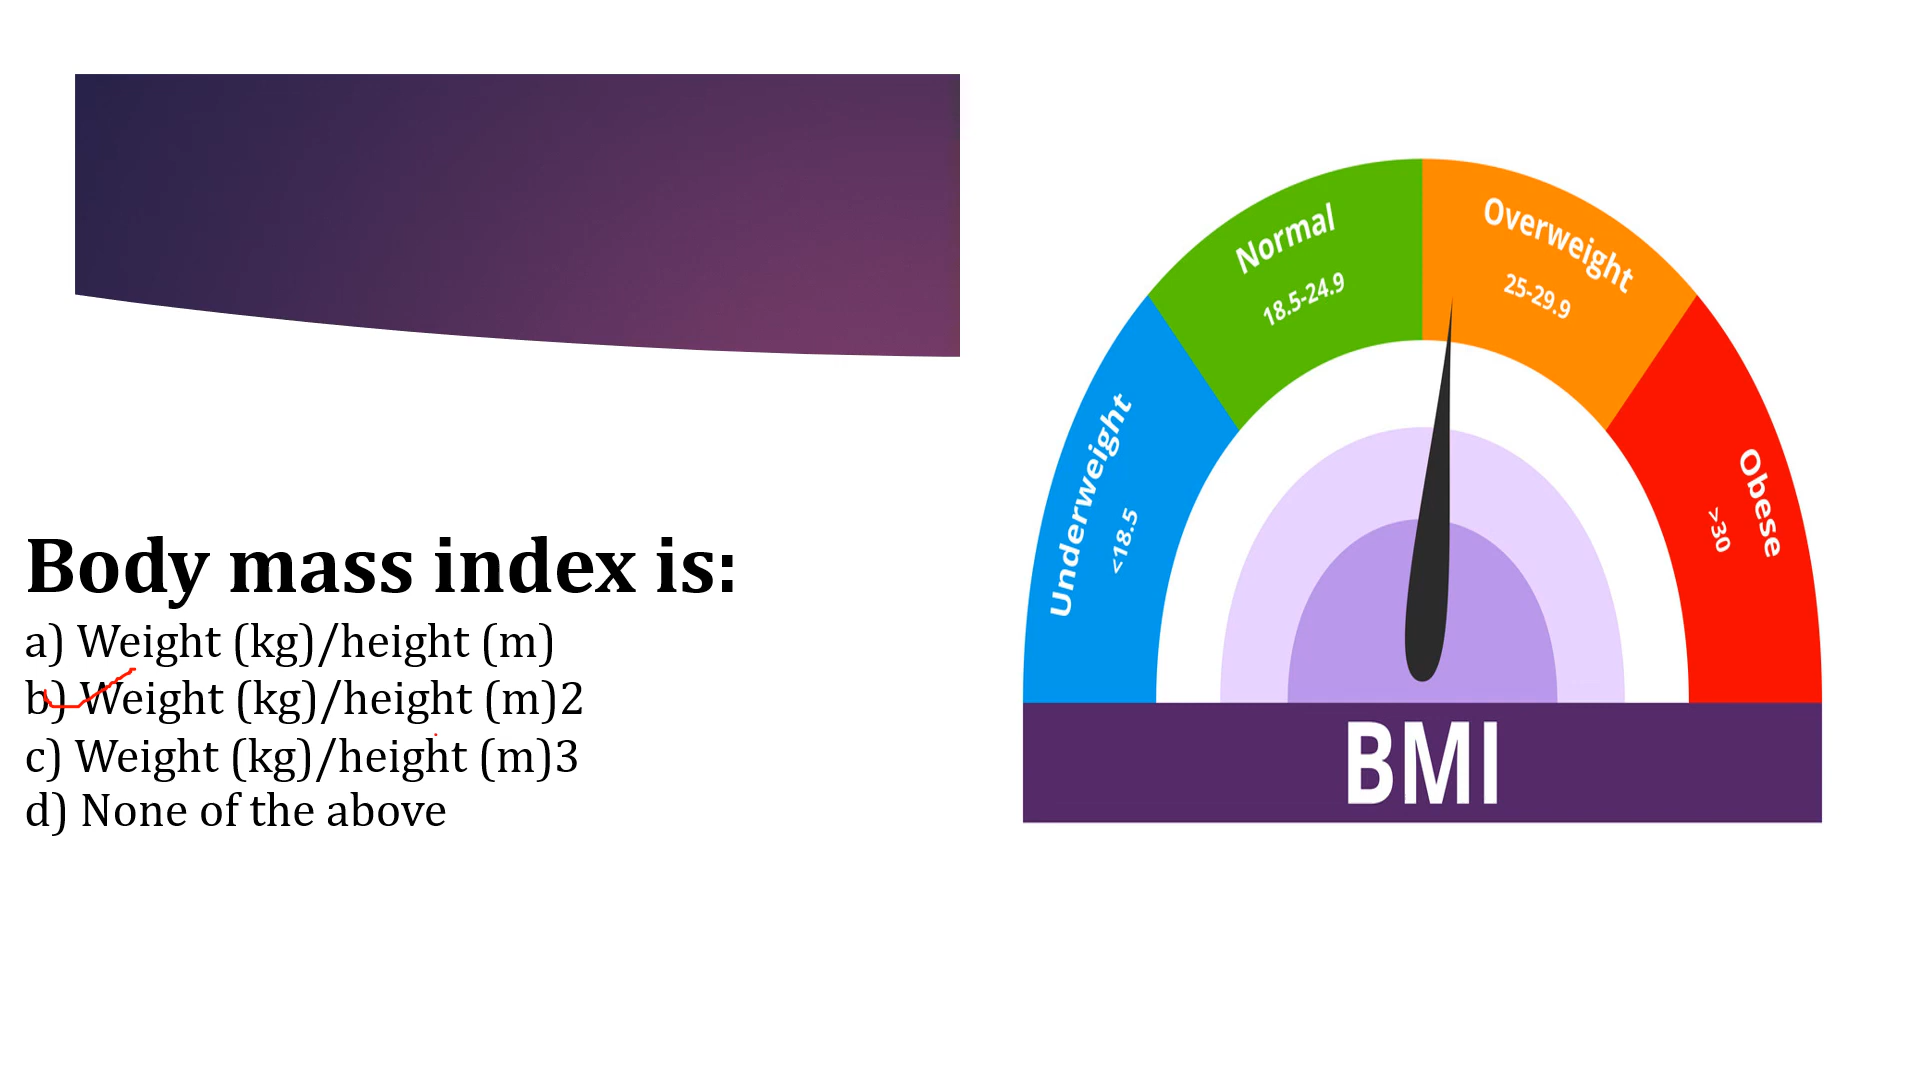 Body mass index is:
a) Weight (kg)/height (m)
b) Weight (kg)/height (m)2
c) Weight (kg)/height (m)3
d) None of the above
Underweight
<18.5
Normal
18.5-24.9
Overweight
25-29.9
Obese
>30
BMI